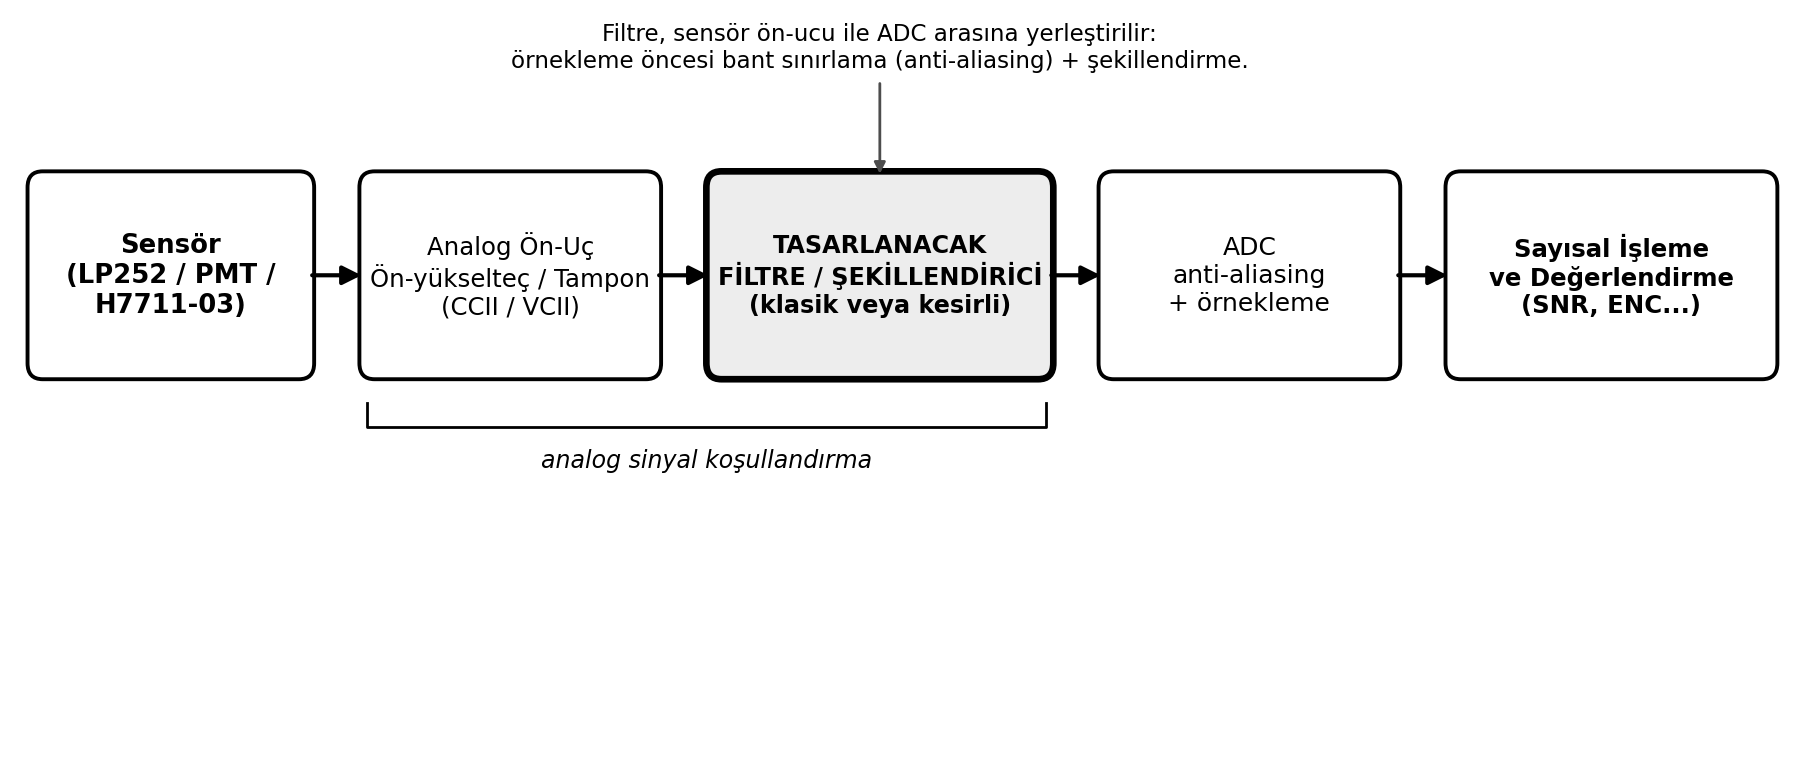 Filtre, sensör ön-ucu ile ADC arasına yerleştirilir:
örnekleme öncesi bant sınırlama (anti-aliasing) + şekillendirme.
Sensör
(LP252 / PMT /
H7711-03)
Analog Ön-Uç
Ön-yükselteç / Tampon
(CCII / VCII)
TASARLANACAK
FİLTRE / ŞEKİLLENDİRİCİ
(klasik veya kesirli)
ADC
anti-aliasing
+ örnekleme
Sayısal İşleme
ve Değerlendirme
(SNR, ENC...)
analog sinyal koşullandırma